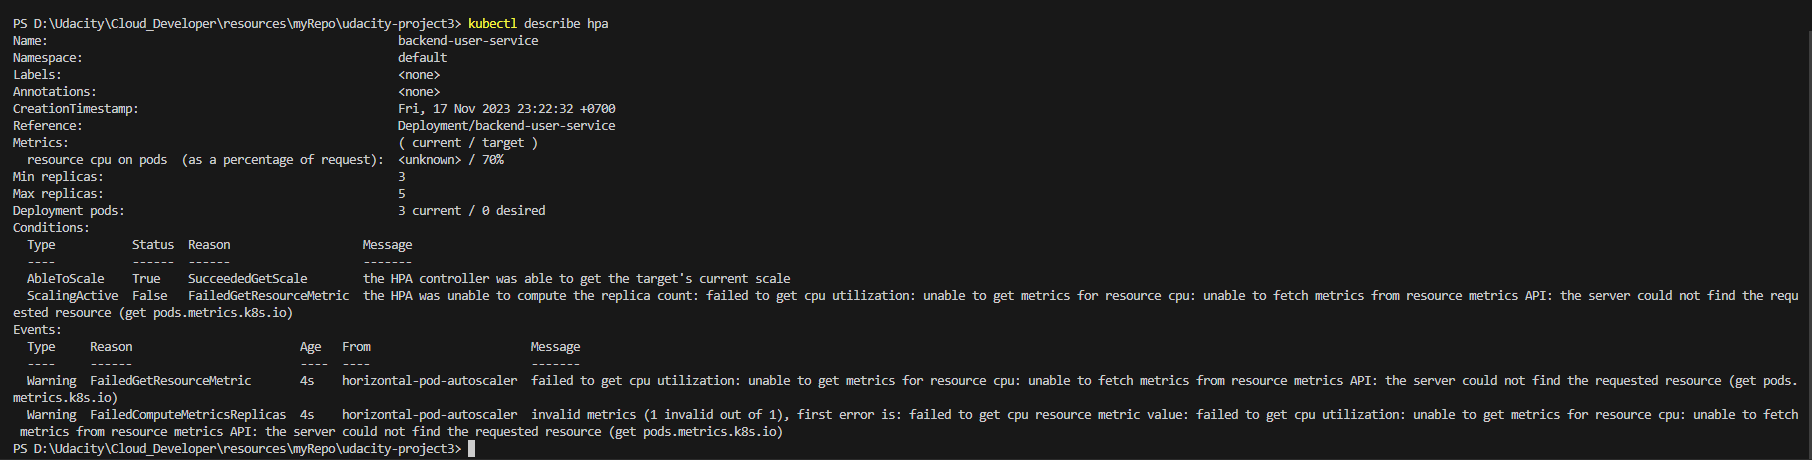 PS D:\Udacity\Cloud_Developer\resources\myRepo\udacity-project3> kubectl describe hpa
Name:                                                  backend-user-service
Namespace:                                             default
Labels:                                                <none>
Annotations:                                           <none>
CreationTimestamp:                                     Fri, 17 Nov 2023 23:22:32 +0700
Reference:                                             Deployment/backend-user-service
Metrics:                                               ( current / target )
  resource cpu on pods  (as a percentage of request):  <unknown> / 70%
Min replicas:                                          3
Max replicas:                                          5
Deployment pods:                                       3 current / 0 desired
Conditions:
  Type           Status  Reason                   Message
  ----           ------  ------                   -------
  AbleToScale    True    SucceededGetScale        the HPA controller was able to get the target's current scale
  ScalingActive  False   FailedGetResourceMetric  the HPA was unable to compute the replica count: failed to get cpu utilization: unable to get metrics for resource cpu: unable to fetch metrics from resource metrics API: the server could not find the requ
ested resource (get pods.metrics.k8s.io)
Events:
  Type     Reason                        Age   From                       Message
  ----     ------                        ----  ----                       -------
  Warning  FailedGetResourceMetric       4s    horizontal-pod-autoscaler  failed to get cpu utilization: unable to get metrics for resource cpu: unable to fetch metrics from resource metrics API: the server could not find the requested resource (get pods.
metrics.k8s.io)
  Warning  FailedComputeMetricsReplicas  4s    horizontal-pod-autoscaler  invalid metrics (1 invalid out of 1), first error is: failed to get cpu resource metric value: failed to get cpu utilization: unable to get metrics for resource cpu: unable to fetch
 metrics from resource metrics API: the server could not find the requested resource (get pods.metrics.k8s.io)
PS D:\Udacity\Cloud_Developer\resources\myRepo\udacity-project3>